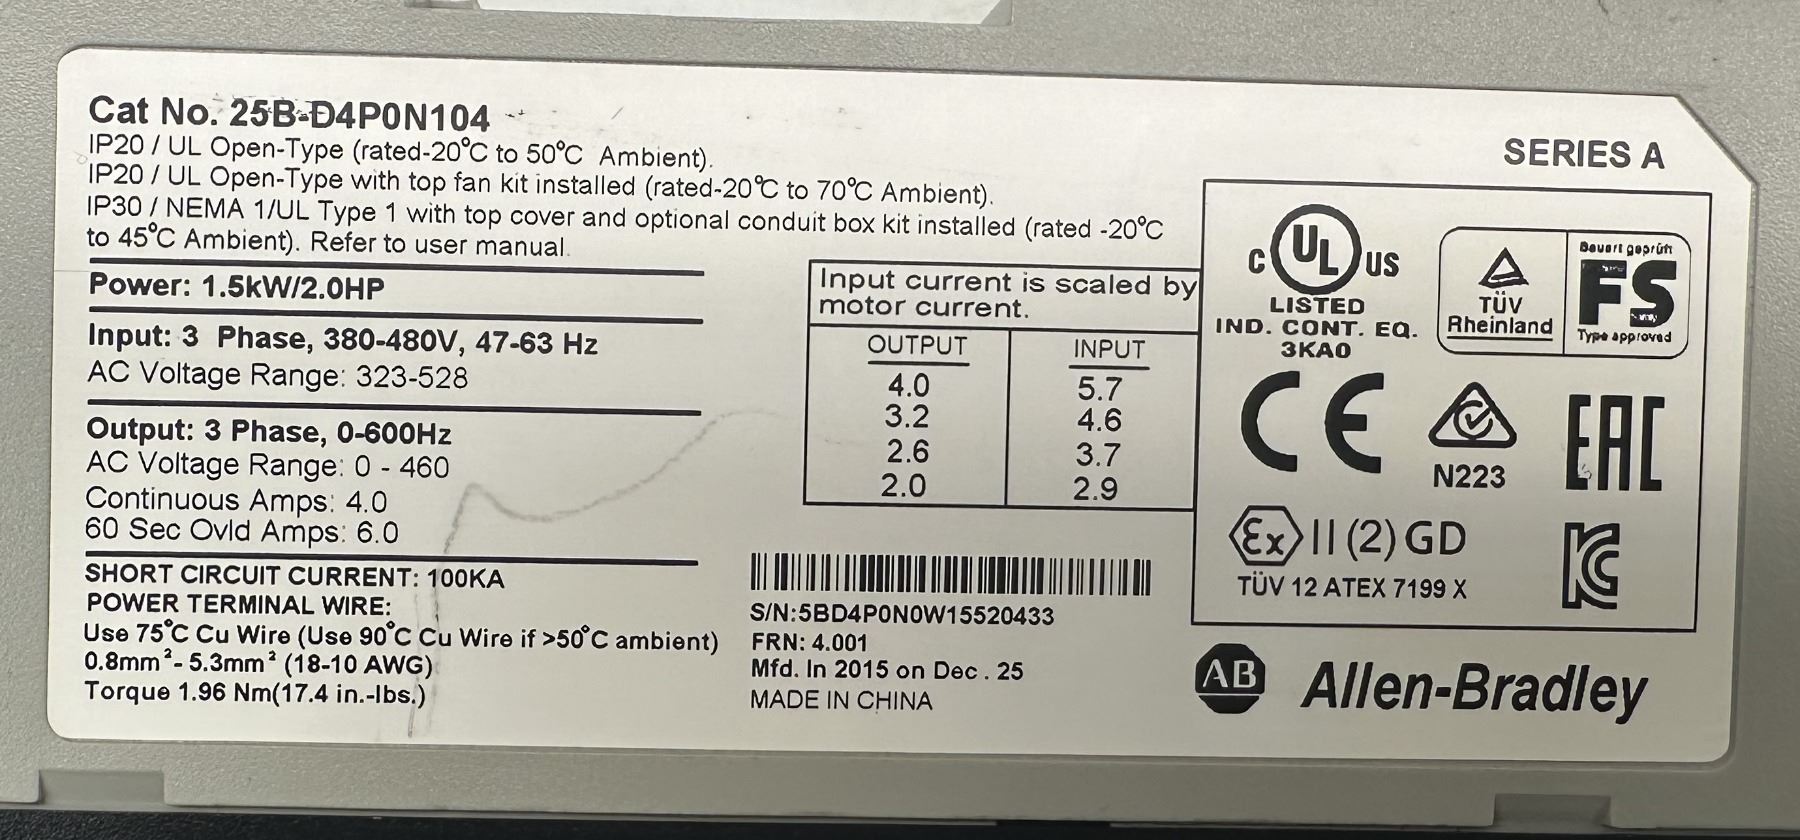 Cat No. 25B-D4P0N104
IP20 / UL Open-Type (rated-20°C to 50°C Ambient).
IP20 / UL Open-Type with top fan kit installed (rated-20°C to 70°C Ambient).
IP30 / NEMA 1/UL Type 1 with top cover and optional conduit box kit installed (rated -20°C
to 45°C Ambient). Refer to user manual.
SERIES A
Power: 1.5kW/2.0HP
Input: 3 Phase, 380-480V, 47-63 Hz
AC Voltage Range: 323-528
Output: 3 Phase, 0-600Hz
AC Voltage Range: 0 - 460
Continuous Amps: 4.0
60 Sec Ovld Amps: 6.0
SHORT CIRCUIT CURRENT: 100KA
POWER TERMINAL WIRE:
Use 75°C Cu Wire (Use 90°C Cu Wire if >50°C ambient)
0.8mm²- 5.3mm² (18-10 AWG)
Torque 1.96 Nm(17.4 in.-lbs.)
Input current is scaled by
motor current.
OUTPUT INPUT
4.0 5.7
3.2 4.6
2.6 3.7
2.0 2.9
S/N:5BD4P0N0W15520433
FRN: 4.001
Mfd. In 2015 on Dec . 25
MADE IN CHINA
C UL US
LISTED
IND. CONT. EQ.
3KA0
TÜV
Rheinland
Bauart geprüft
FS
Type approved
CE
N223
EAC
Ex II (2) GD
TÜV 12 ATEX 7199 X
KC
AB Allen-Bradley